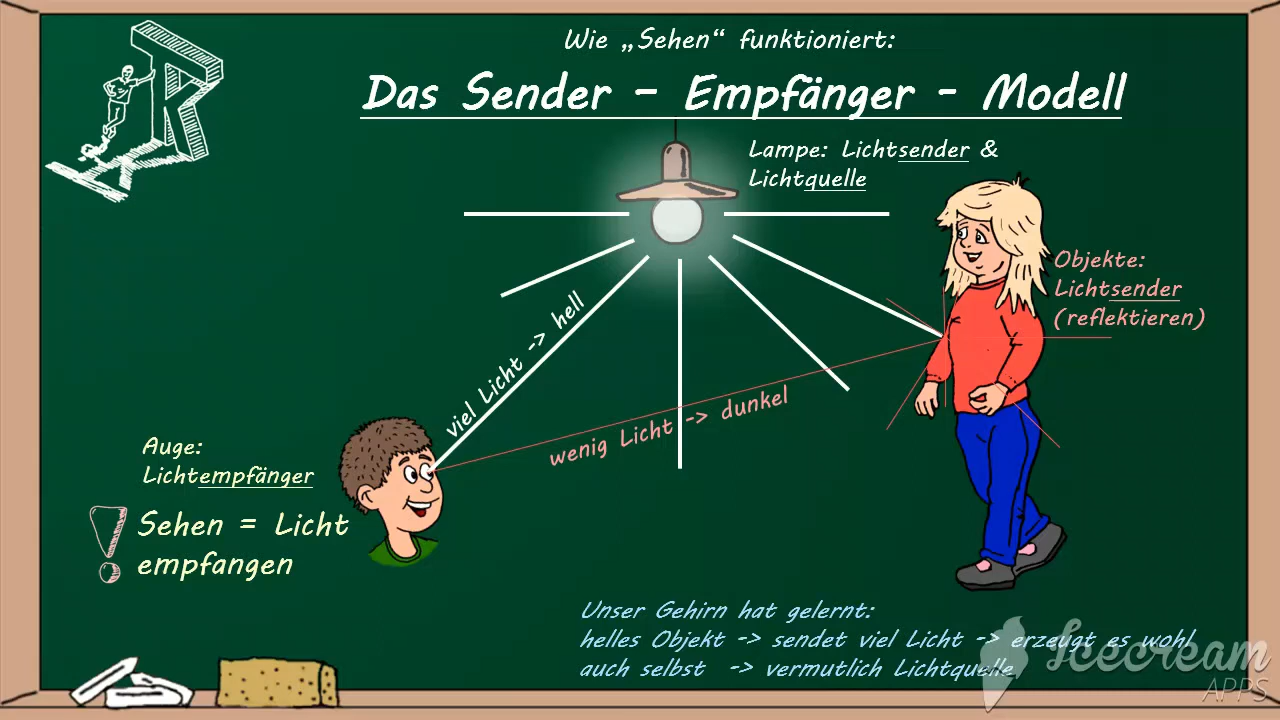 Wie „Sehen“ funktioniert:
Das Sender – Empfänger - Modell
Lampe: Lichtsender &
Lichtquelle
Objekte:
Lichtsender
(reflektieren)
viel Licht -> hell
wenig Licht -> dunkel
Auge:
Lichtempfänger
Sehen = Licht
empfangen
Unser Gehirn hat gelernt:
helles Objekt -> sendet viel Licht -> erzeugt es wohl
auch selbst -> vermutlich Lichtquelle
Icecream
APPS